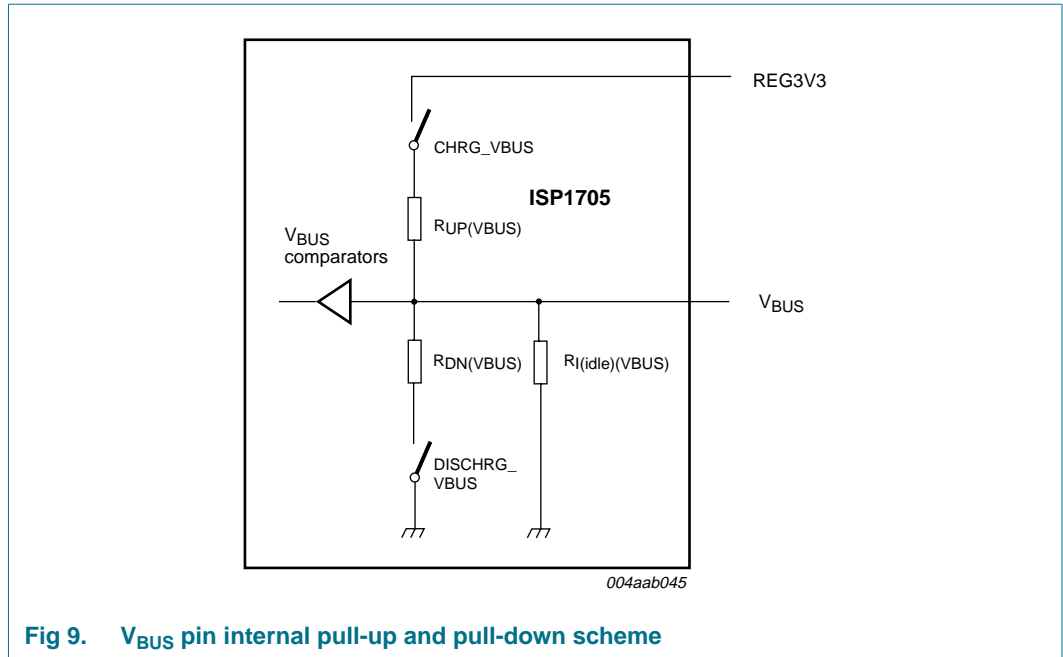 REG3V3
CHRG_VBUS
ISP1705
RUP(VBUS)
VBUS
comparators
VBUS
RDN(VBUS)
RI(idle)(VBUS)
DISCHRG_
VBUS
004aab045
Fig 9. VBUS pin internal pull-up and pull-down scheme